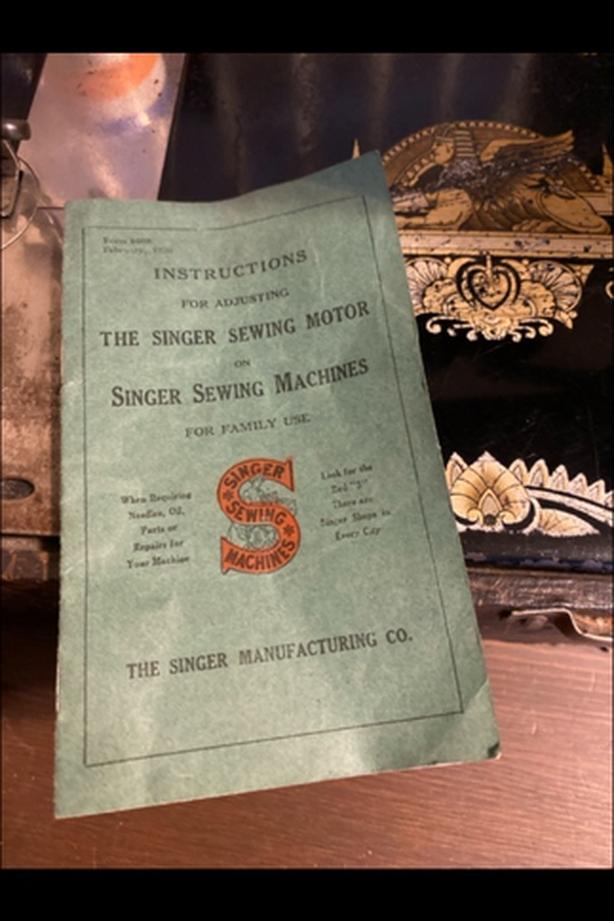 Form
February,
INSTRUCTIONS
FOR ADJUSTING
THE SINGER SEWING MOTOR
ON
SINGER SEWING MACHINES
FOR FAMILY USE
When Requiring
Needles, Oil,
Parts or
Repairs for
Your Machine
SINGER
SEWING
MACHINES
Look for the
Red "S"
There are
Singer Shops in
Every City
THE SINGER MANUFACTURING CO.